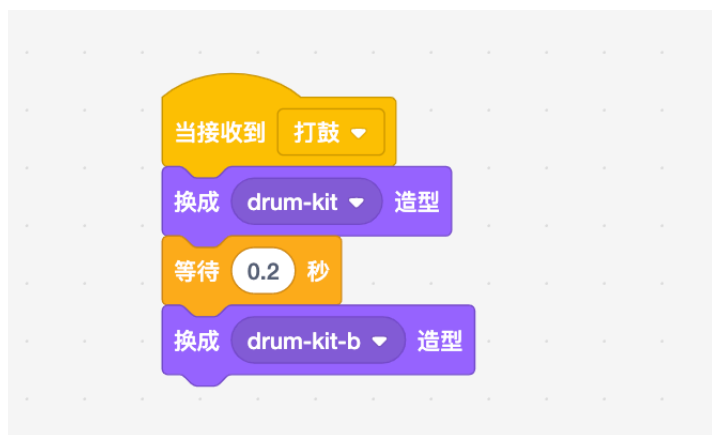 当接收到 打鼓
换成 drum-kit 造型
等待 0.2 秒
换成 drum-kit-b 造型